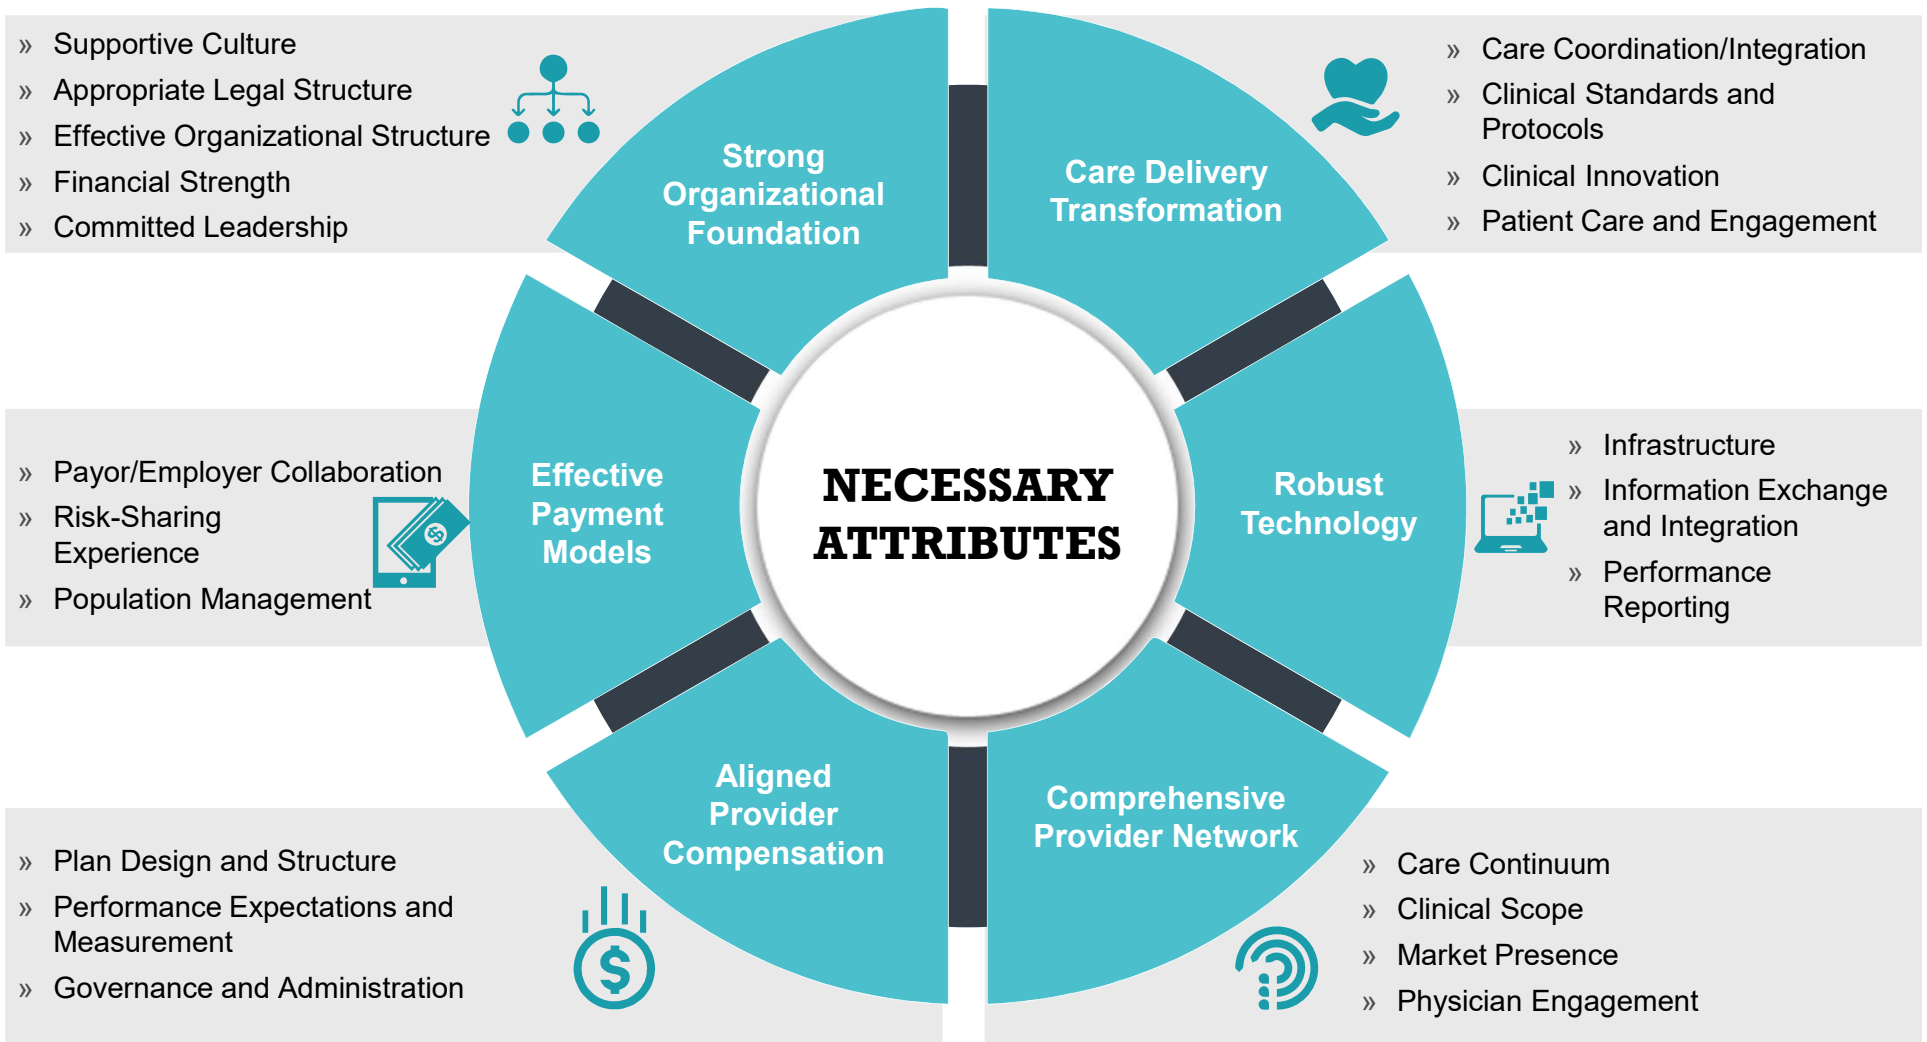 » Supportive Culture
» Appropriate Legal Structure
» Effective Organizational Structure
» Financial Strength
» Committed Leadership
Strong
Organizational
Foundation
Care Delivery
Transformation
» Care Coordination/Integration
» Clinical Standards and
Protocols
» Clinical Innovation
» Patient Care and Engagement
» Payor/Employer Collaboration
» Risk-Sharing
Experience
» Population Management
Effective
Payment
Models
NECESSARY
ATTRIBUTES
Robust
Technology
» Infrastructure
» Information Exchange
and Integration
» Performance
Reporting
» Plan Design and Structure
» Performance Expectations and
Measurement
» Governance and Administration
$
Aligned
Provider
Compensation
Comprehensive
Provider Network
» Care Continuum
» Clinical Scope
» Market Presence
» Physician Engagement